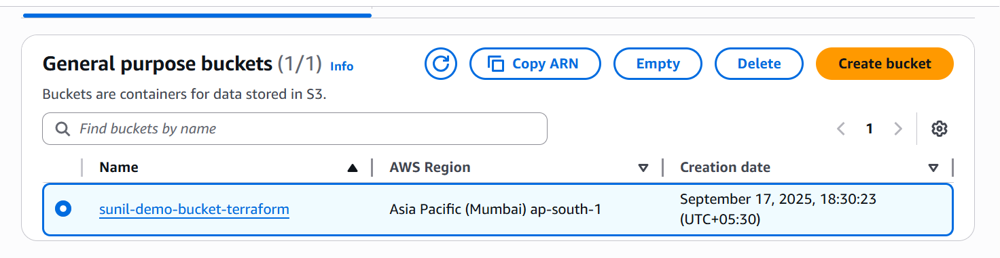 General purpose buckets (1/1) Info
Copy ARN
Empty
Delete
Create bucket
Buckets are containers for data stored in S3.
Find buckets by name
1
Name
AWS Region
Creation date
sunil-demo-bucket-terraform
Asia Pacific (Mumbai) ap-south-1
September 17, 2025, 18:30:23
(UTC+05:30)